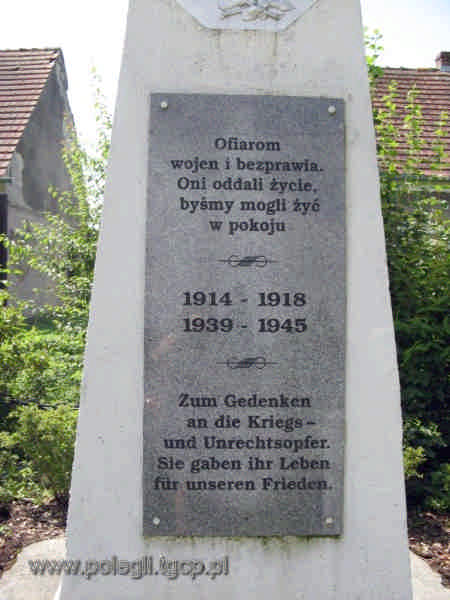 Ofiarom
wojen i bezprawia.
Oni oddali życie,
byśmy mogli żyć
w pokoju
1914 - 1918
1939 - 1945
Zum Gedenken
an die Kriegs-
und Unrechtsopfer.
Sie gaben ihr Leben
für unseren Frieden.
www.polegli.tgcp.pl